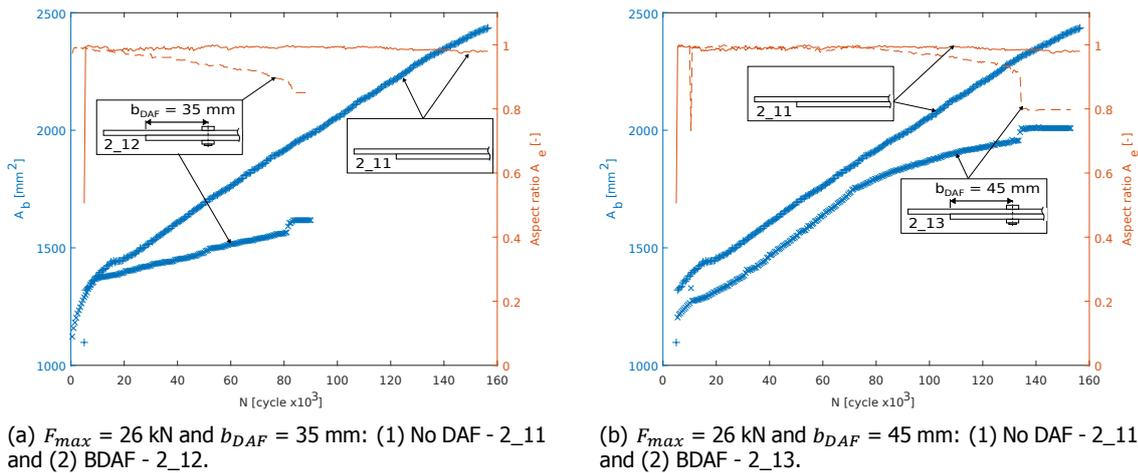 2500
2000
1500
1000
A_b [mm^2]
0 20 40 60 80 100 120 140 160
N [cycle x10^3]
1
0.8
0.6
0.4
0.2
0
Aspect ratio A_e [-]
b_DAF = 35 mm
2_12
2_11
(a) F_max = 26 kN and b_DAF = 35 mm: (1) No DAF - 2_11
and (2) BDAF - 2_12.
2500
2000
1500
1000
A_b [mm^2]
0 20 40 60 80 100 120 140 160
N [cycle x10^3]
1
0.8
0.6
0.4
0.2
0
Aspect ratio A_e [-]
2_11
b_DAF = 45 mm
2_13
(b) F_max = 26 kN and b_DAF = 45 mm: (1) No DAF - 2_11
and (2) BDAF - 2_13.